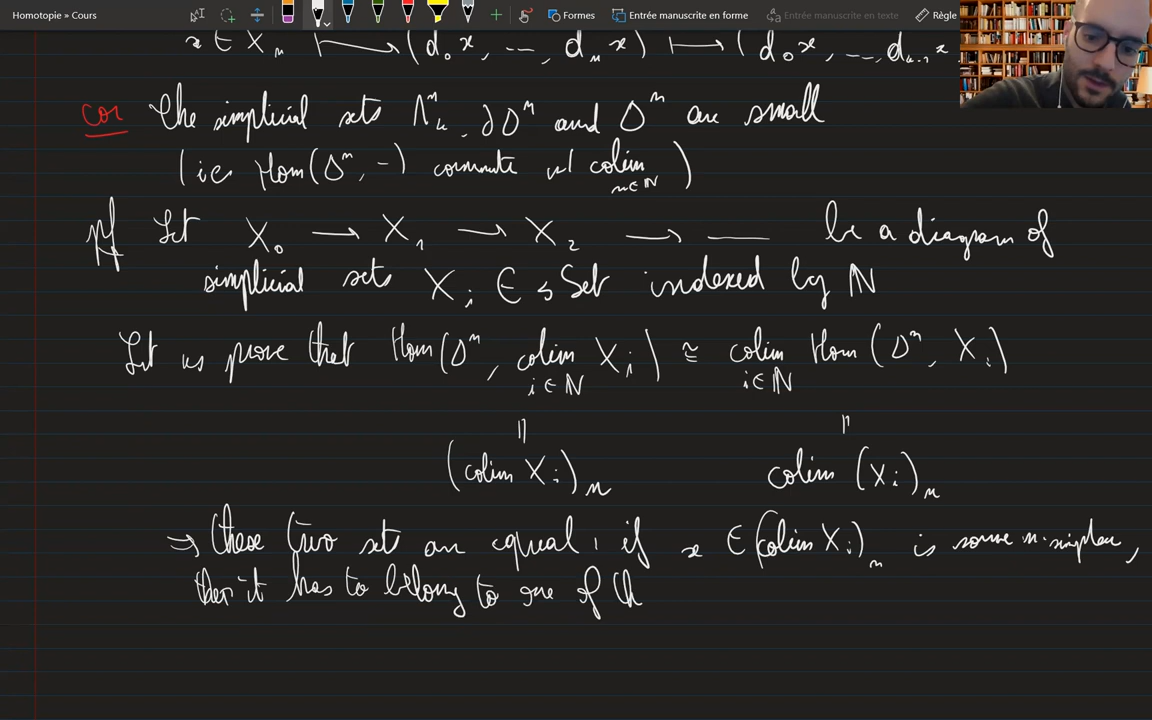 Homotopie » Cours
Formes
Entrée manuscrite en forme
Entrée manuscrite en texte
Règle
x ∈ X_n ⟼ (d_0 x, ..., d_n x) ⟼ (d_0 x, ..., d_{k-1} x
Cor The simplicial sets Λ^n_k, ∂Δ^n and Δ^n are small
(ie Hom(Δ^n, -) commute w/ colim_{n∈ℕ})
pf Let X_0 → X_1 → X_2 → — be a diagram of
simplicial sets X_i ∈ sSet indexed by ℕ
Let us prove that Hom(Δ^n, colim_{i∈ℕ} X_i) ≅ colim_{i∈ℕ} Hom(Δ^n, X_i)
= =
(colim X_i)_n colim (X_i)_n
→ these two set are equal, if x ∈ (colim X_i)_n is some n-simplex,
then it has to belong to one of th